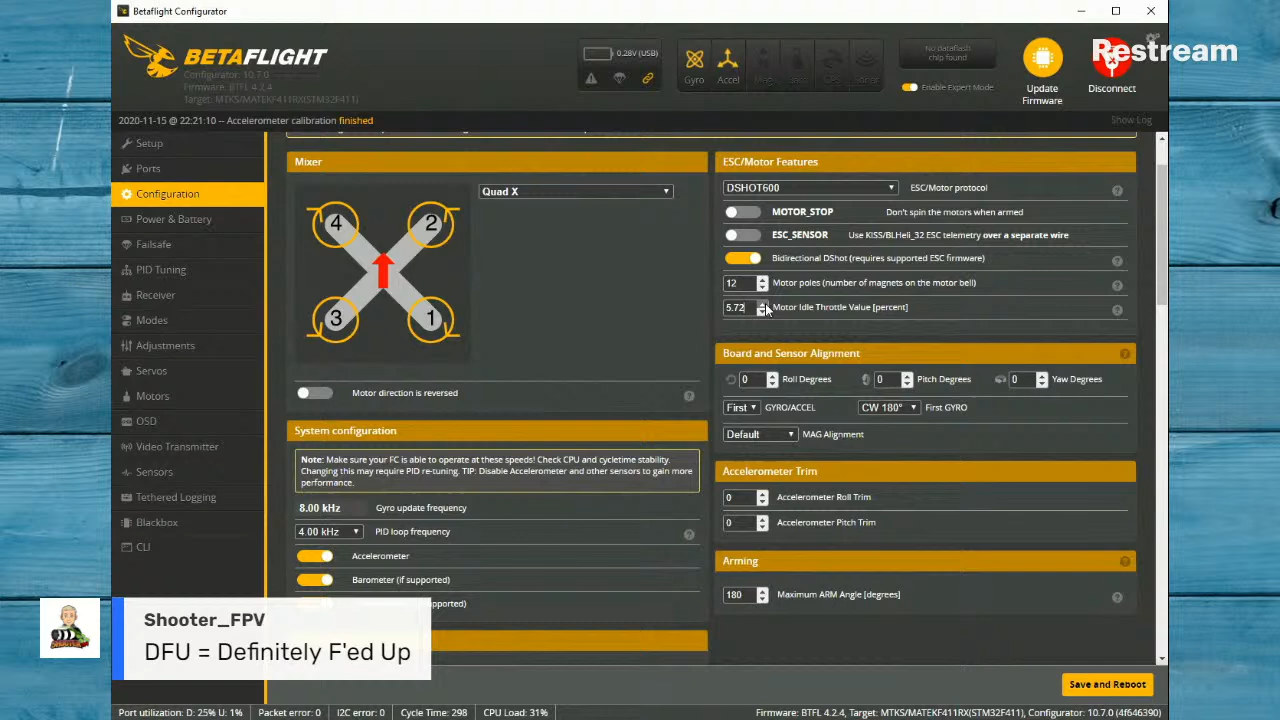 Betaflight Configurator
BETAFLIGHT
Configurator: 10.7.0
Firmware: BTFL 4.2.4
Target: MTKS/MATEKF411RX(STM32F411)
0.28V (USB)
Gyro
Accel
No dataflash
chip found
Enable Expert Mode
Update
Firmware
Restream
Disconnect
2020-11-15 @ 22:21:10 -- Accelerometer calibration finished
Show Log
Setup
Ports
Configuration
Power & Battery
Failsafe
PID Tuning
Receiver
Modes
Adjustments
Servos
Motors
OSD
Video Transmitter
Sensors
Tethered Logging
Blackbox
CLI
Mixer
Quad X
4
2
3
1
Motor direction is reversed
System configuration
Note: Make sure your FC is able to operate at these speeds! Check CPU and cycletime stability.
Changing this may require PID re-tuning. TIP: Disable Accelerometer and other sensors to gain more
performance.
8.00 kHz Gyro update frequency
4.00 kHz PID loop frequency
Accelerometer
Barometer (if supported)
ESC/Motor Features
DSHOT600 ESC/Motor protocol
MOTOR_STOP Don't spin the motors when armed
ESC_SENSOR Use KISS/BLHeli_32 ESC telemetry over a separate wire
Bidirectional DShot (requires supported ESC firmware)
12 Motor poles (number of magnets on the motor bell)
5.72 Motor Idle Throttle Value [percent]
Board and Sensor Alignment
0 Roll Degrees 0 Pitch Degrees 0 Yaw Degrees
First GYRO/ACCEL CW 180° First GYRO
Default MAG Alignment
Accelerometer Trim
0 Accelerometer Roll Trim
0 Accelerometer Pitch Trim
Arming
180 Maximum ARM Angle [degrees]
Shooter_FPV
DFU = Definitely F'ed Up
Save and Reboot
Port utilization: D: 25% U: 1% Packet error: 0 I2C error: 0 Cycle Time: 298 CPU Load: 31% Firmware: BTFL 4.2.4, Target: MTKS/MATEKF411RX(STM32F411), Configurator: 10.7.0 (4f646390)